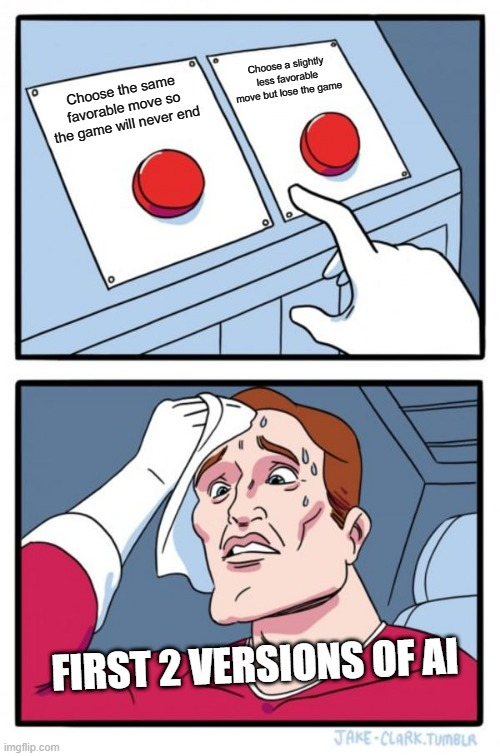 Choose the same
favorable move so
the game will never end
Choose a slightly
less favorable
move but lose the game
FIRST 2 VERSIONS OF AI
JAKE-CLARK.TUMBLR
imgflip.com